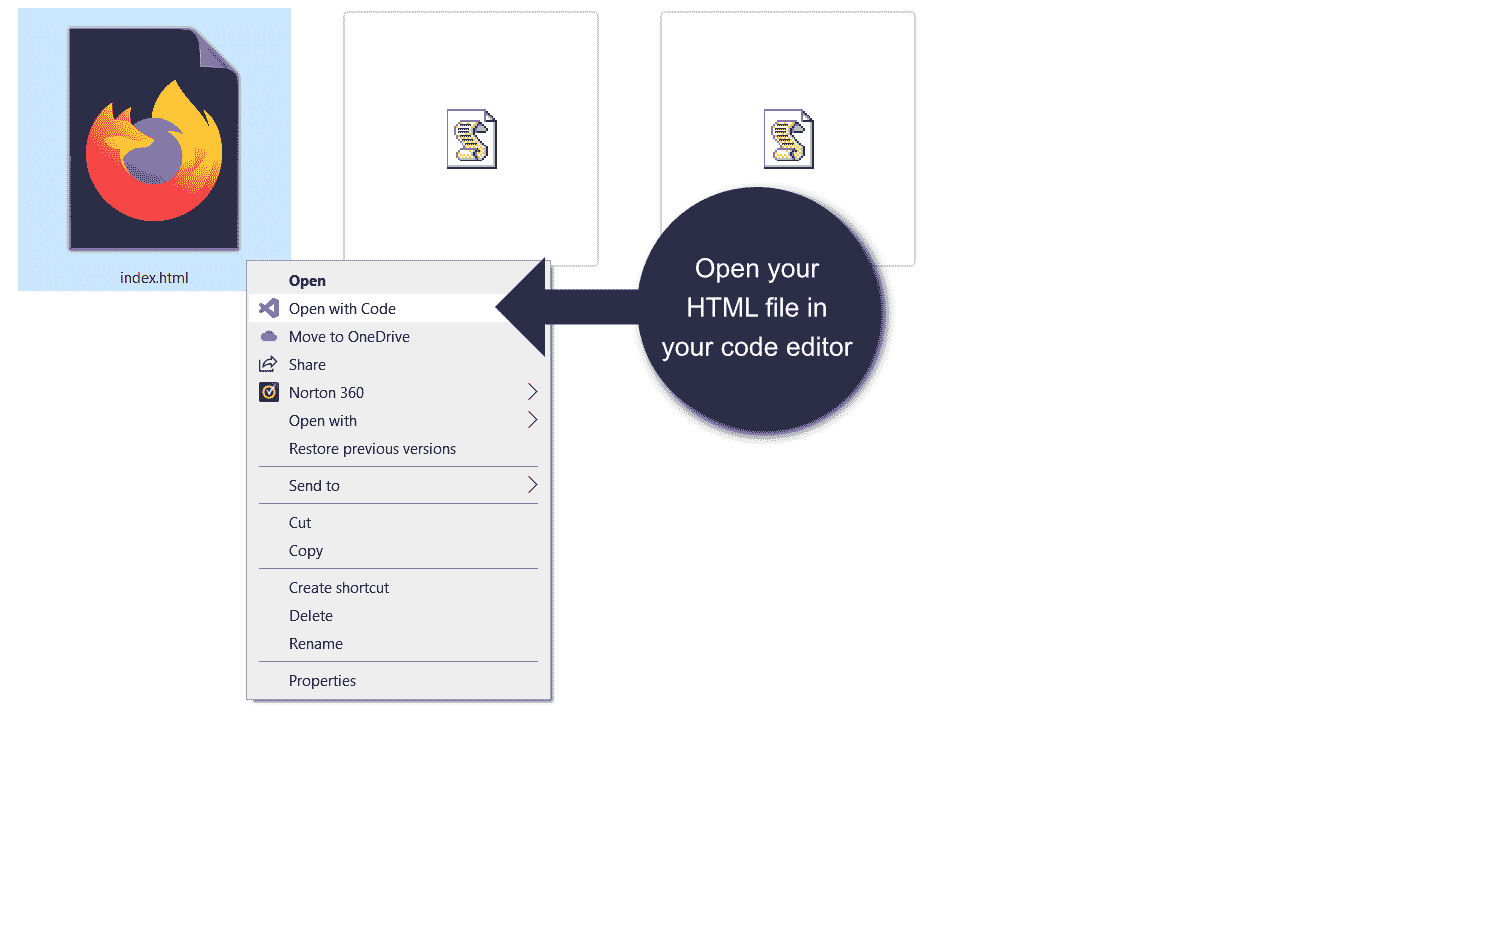 index.html
Open
Open with Code
Move to OneDrive
Share
Norton 360
Open with
Restore previous versions
Send to
Cut
Copy
Create shortcut
Delete
Rename
Properties
Open your
HTML file in
your code editor